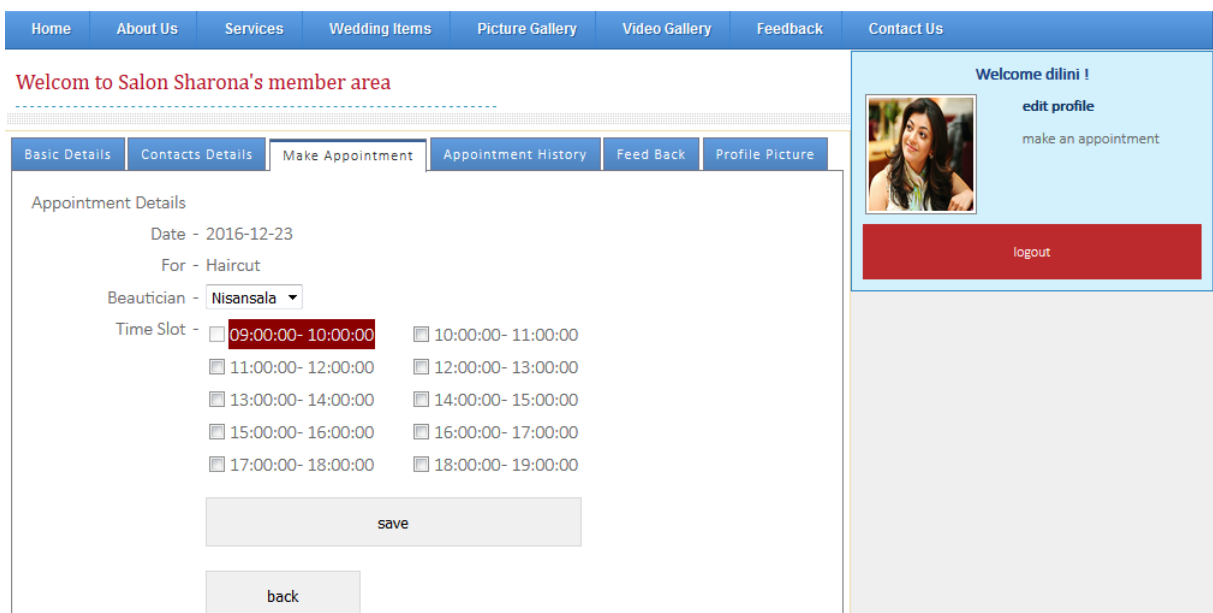 Home About Us Services Wedding Items Picture Gallery Video Gallery Feedback Contact Us
Welcom to Salon Sharona's member area
Welcome dilini !
edit profile
make an appointment
logout
Basic Details Contacts Details Make Appointment Appointment History Feed Back Profile Picture
Appointment Details
Date - 2016-12-23
For - Haircut
Beautician - Nisansala
Time Slot - 09:00:00- 10:00:00 10:00:00- 11:00:00
11:00:00- 12:00:00 12:00:00- 13:00:00
13:00:00- 14:00:00 14:00:00- 15:00:00
15:00:00- 16:00:00 16:00:00- 17:00:00
17:00:00- 18:00:00 18:00:00- 19:00:00
save
back